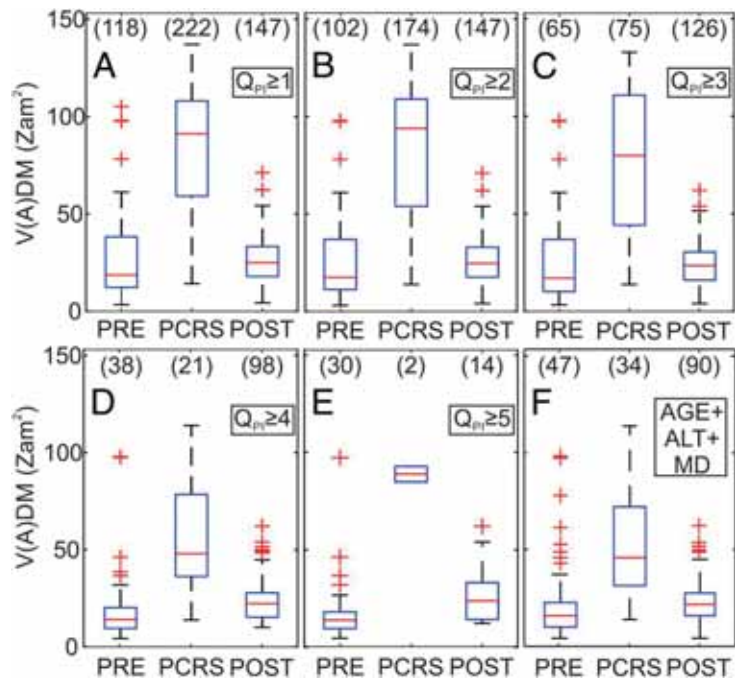 150 (118) (222) (147) (102) (174) (147) (65) (75) (126)
A B C
Q_PI≥1 Q_PI≥2 Q_PI≥3
100
V(A)DM (Zam²)
50
0
PRE PCRS POST PRE PCRS POST PRE PCRS POST
150 (38) (21) (98) (30) (2) (14) (47) (34) (90)
D E F
Q_PI≥4 Q_PI≥5 AGE+
ALT+
MD
100
V(A)DM (Zam²)
50
0
PRE PCRS POST PRE PCRS POST PRE PCRS POST